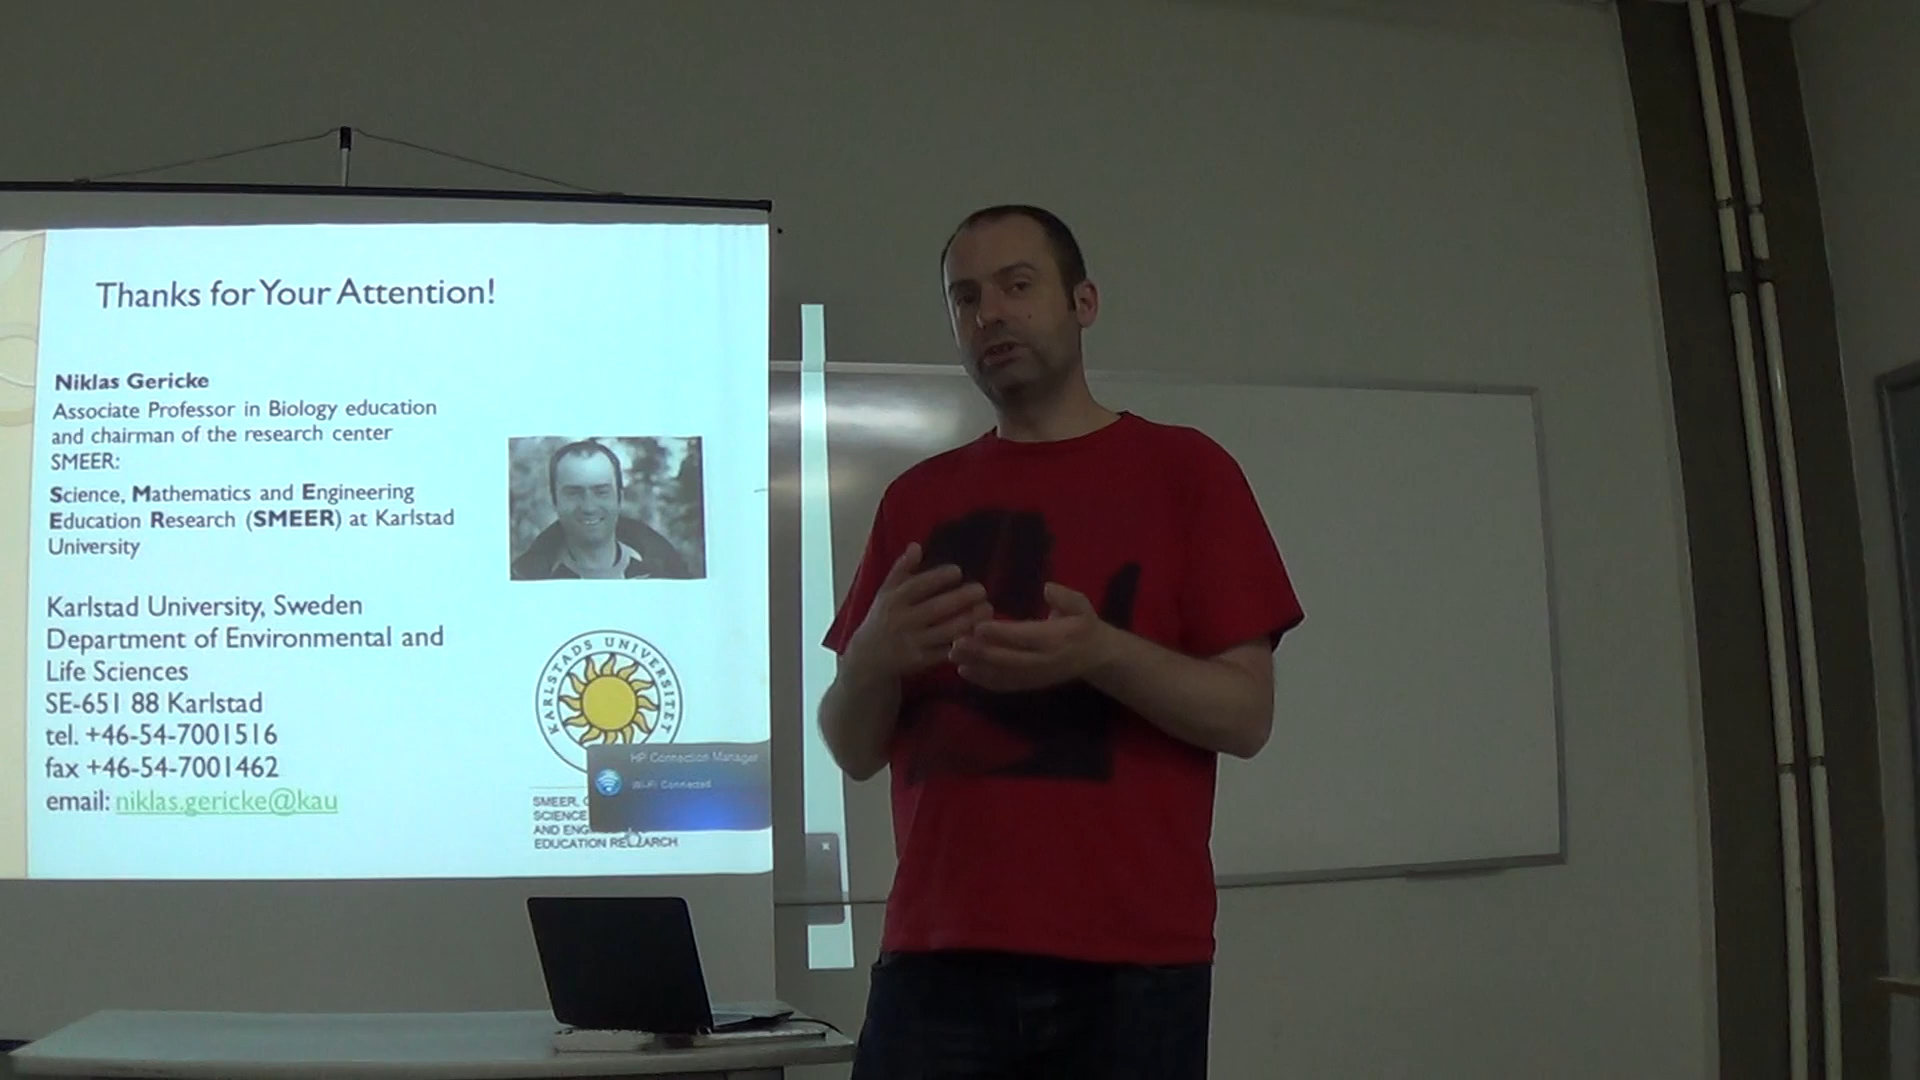 Thanks for Your Attention!
Niklas Gericke
Associate Professor in Biology education
and chairman of the research center
SMEER:
Science, Mathematics and Engineering
Education Research (SMEER) at Karlstad
University
Karlstad University, Sweden
Department of Environmental and
Life Sciences
SE-651 88 Karlstad
tel. +46-54-7001516
fax +46-54-7001462
email: niklas.gericke@kau
KARLSTADS UNIVERSITET
HP Connection Manager
Wi-Fi Connected
SMEER,
SCIENCE
AND
EDUCATION